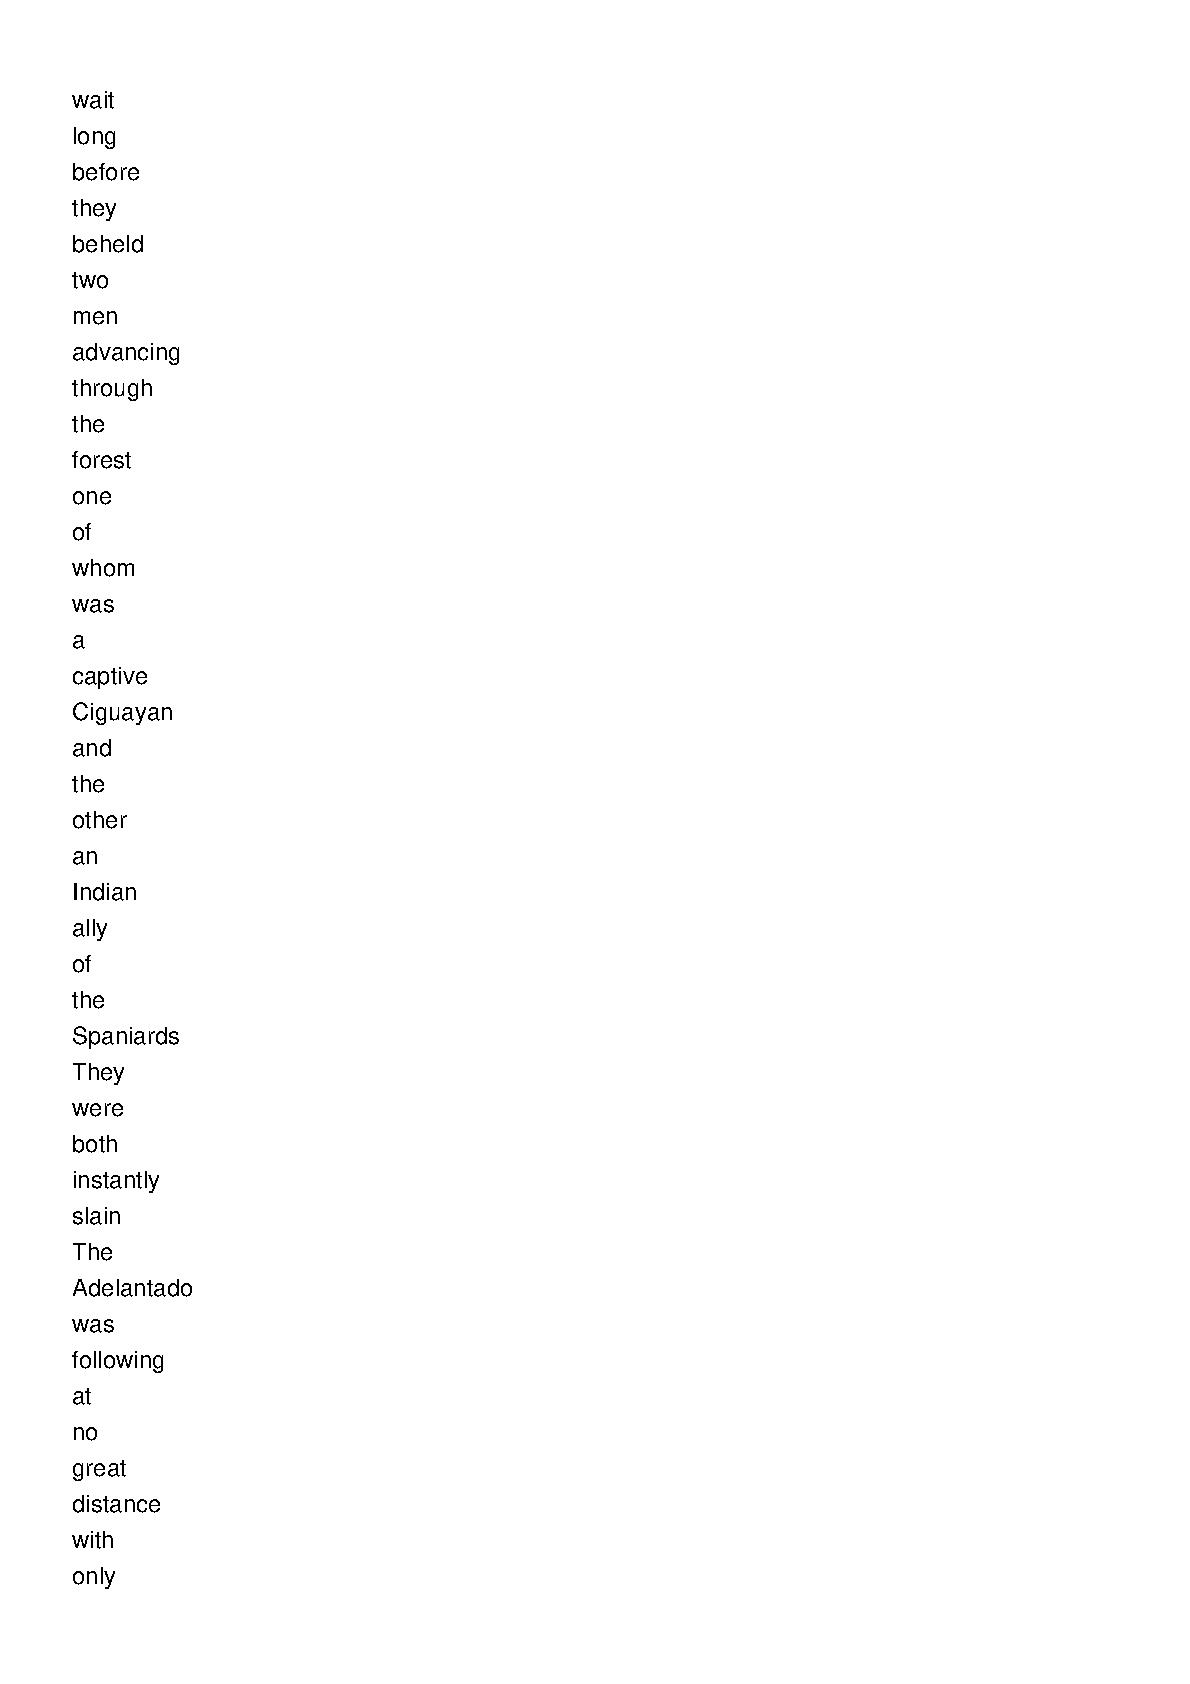 wait
long
before
they
beheld
two
men
advancing
through
the
forest
one
of
whom
was
a
captive
Ciguayan
and
the
other
an
Indian
ally
of
the
Spaniards
They
were
both
instantly
slain
The
Adelantado
was
following
at
no
great
distance
with
only